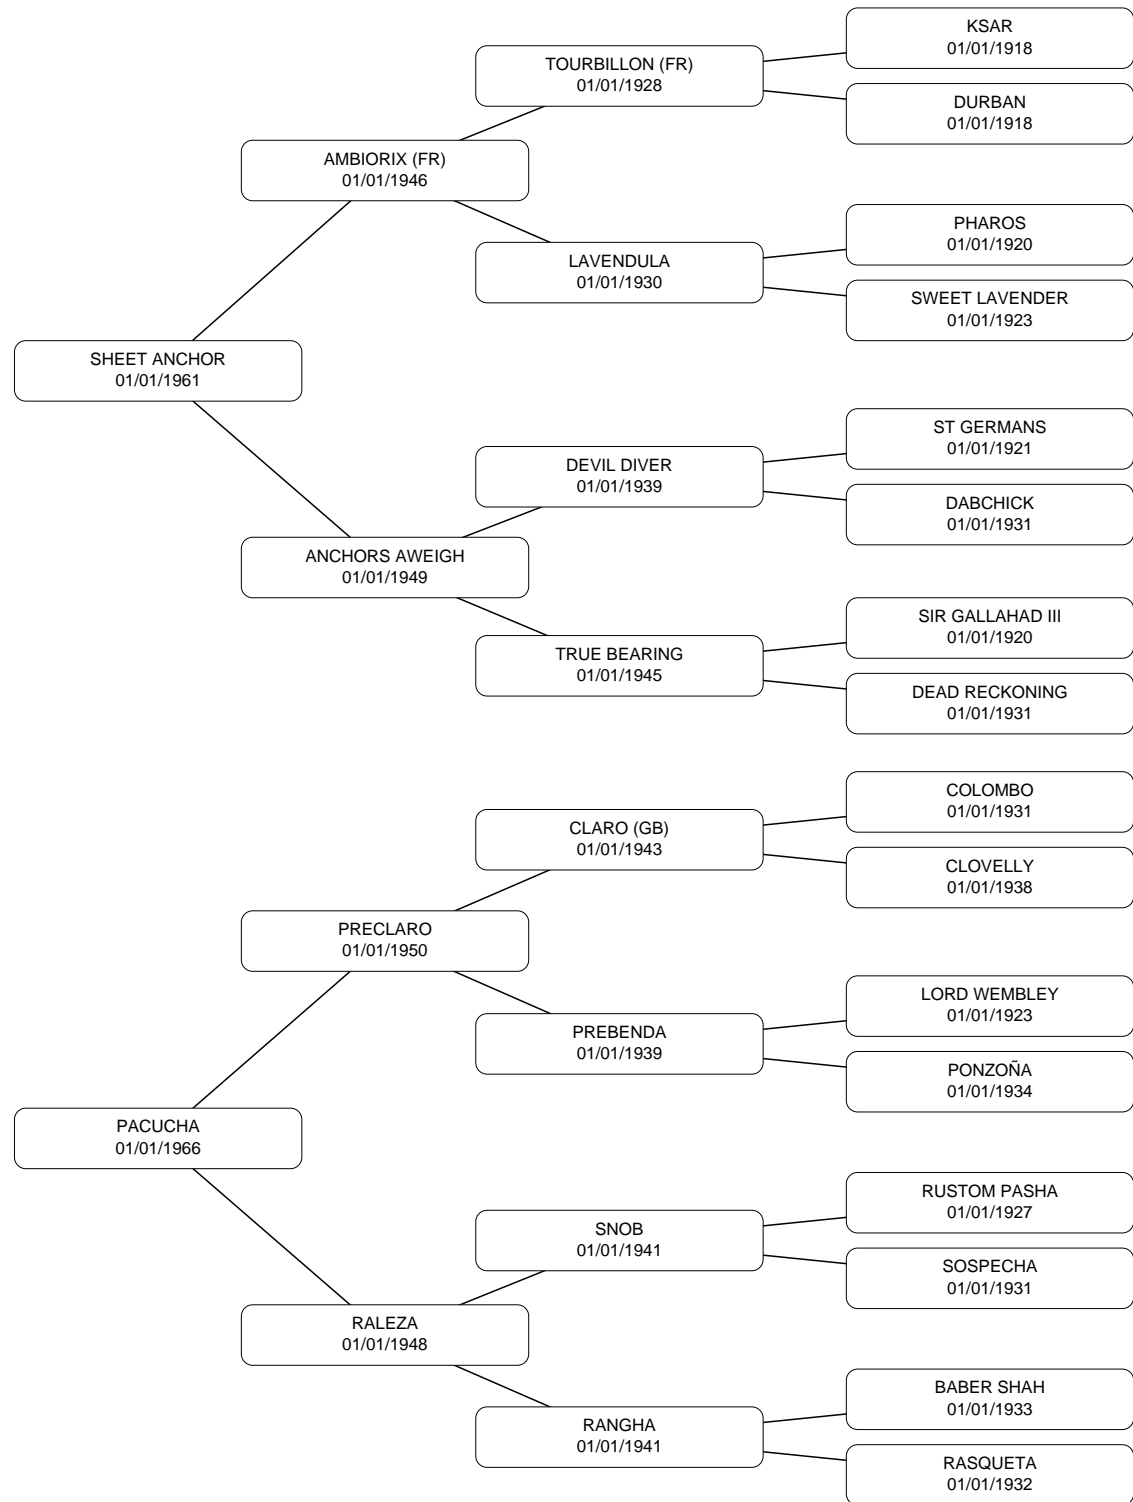 KSAR
01/01/1918
TOURBILLON (FR)
01/01/1928
DURBAN
01/01/1918
AMBIORIX (FR)
01/01/1946
PHAROS
01/01/1920
LAVENDULA
01/01/1930
SWEET LAVENDER
01/01/1923
SHEET ANCHOR
01/01/1961
ST GERMANS
01/01/1921
DEVIL DIVER
01/01/1939
DABCHICK
01/01/1931
ANCHORS AWEIGH
01/01/1949
SIR GALLAHAD III
01/01/1920
TRUE BEARING
01/01/1945
DEAD RECKONING
01/01/1931
COLOMBO
01/01/1931
CLARO (GB)
01/01/1943
CLOVELLY
01/01/1938
PRECLARO
01/01/1950
LORD WEMBLEY
01/01/1923
PREBENDA
01/01/1939
PONZOÑA
01/01/1934
PACUCHA
01/01/1966
RUSTOM PASHA
01/01/1927
SNOB
01/01/1941
SOSPECHA
01/01/1931
RALEZA
01/01/1948
BABER SHAH
01/01/1933
RANGHA
01/01/1941
RASQUETA
01/01/1932